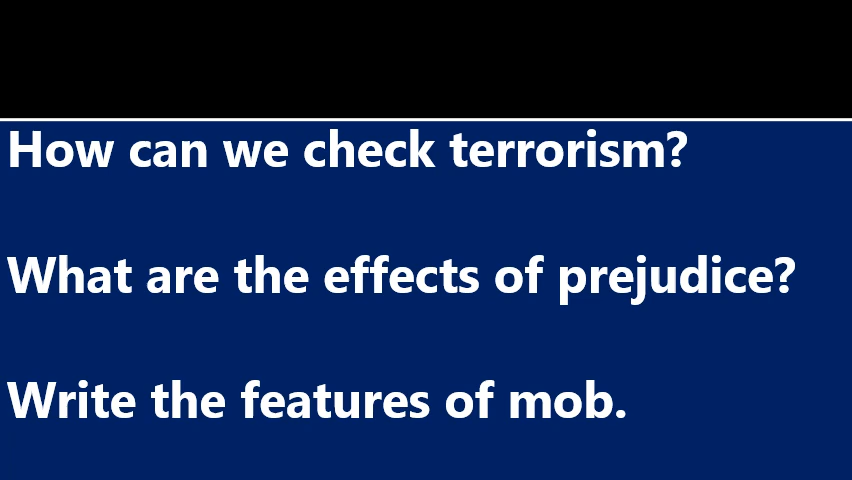 How can we check terrorism?
What are the effects of prejudice?
Write the features of mob.